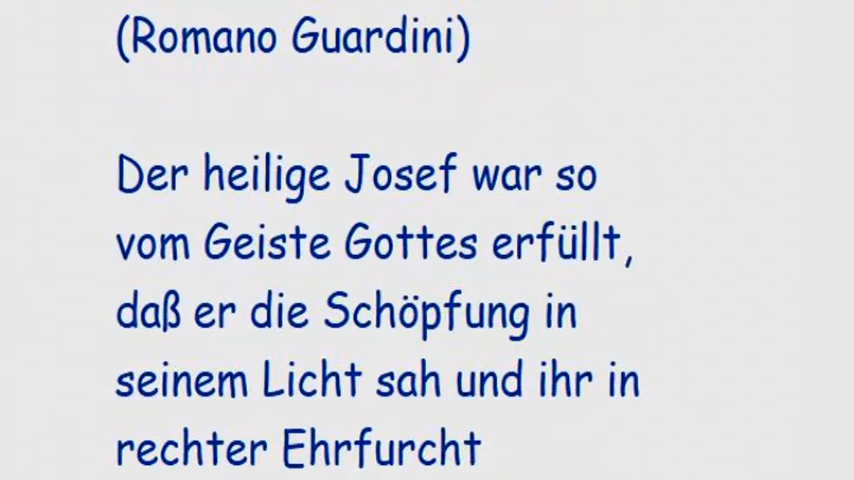 (Romano Guardini)
Der heilige Josef war so
vom Geiste Gottes erfüllt,
daß er die Schöpfung in
seinem Licht sah und ihr in
rechter Ehrfurcht